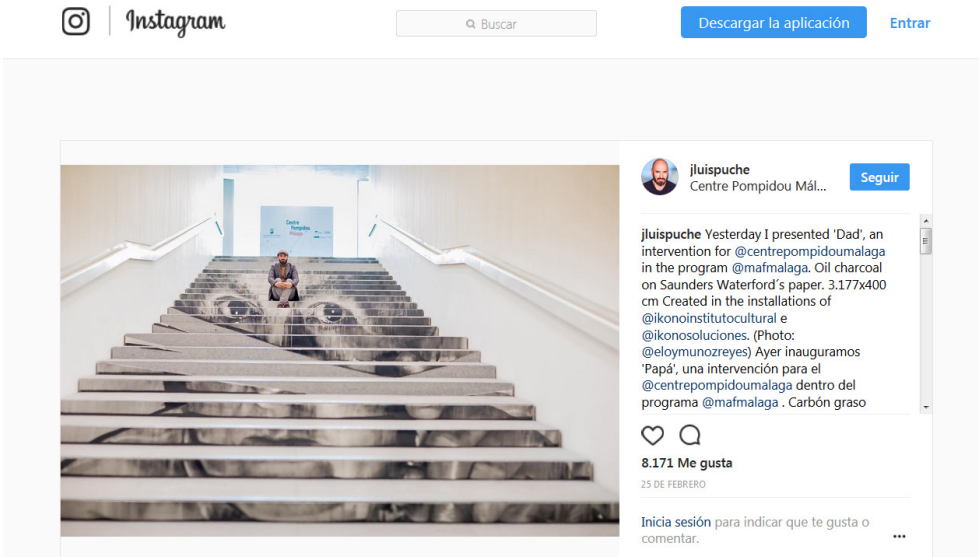 Instagram
Buscar
Descargar la aplicación
Entrar
Centre
Pompidou
Málaga
jluispuche
Centre Pompidou Mál...
Seguir
jluispuche Yesterday I presented 'Dad', an
intervention for @centrepompidoumalaga
in the program @mafmalaga. Oil charcoal
on Saunders Waterford´s paper. 3.177x400
cm Created in the installations of
@ikonoinstitutocultural e
@ikonosoluciones. (Photo:
@eloymunozreyes) Ayer inauguramos
'Papá', una intervención para el
@centrepompidoumalaga dentro del
programa @mafmalaga . Carbón graso
8.171 Me gusta
25 DE FEBRERO
Inicia sesión para indicar que te gusta o
comentar.